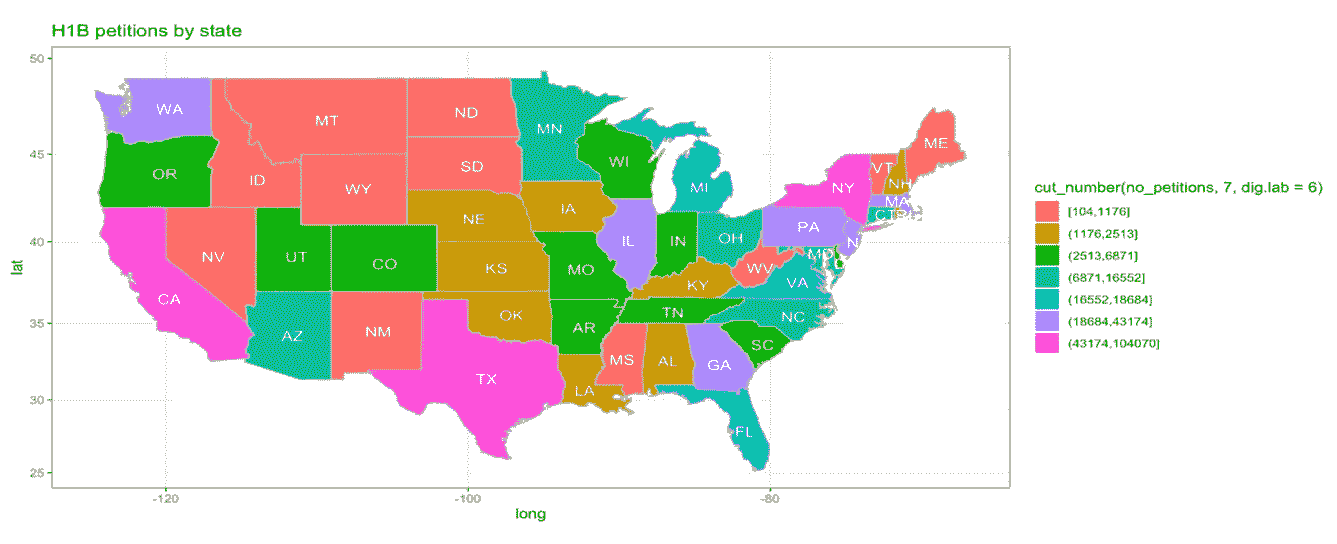 H1B petitions by state
50
45
40
35
30
25
lat
-120
-100
-80
long
WA
MT
ND
MN
ME
OR
ID
WY
SD
WI
MI
NY
VT
NH
MA
NV
UT
CO
NE
IA
IL
IN
OH
PA
CA
KS
MO
KY
WV
VA
AZ
NM
OK
AR
TN
NC
TX
LA
MS
AL
GA
SC
FL
cut_number(no_petitions, 7, dig.lab = 6)
[104,1176]
(1176,2513]
(2513,6871]
(6871,16552]
(16552,18684]
(18684,43174]
(43174,104070]